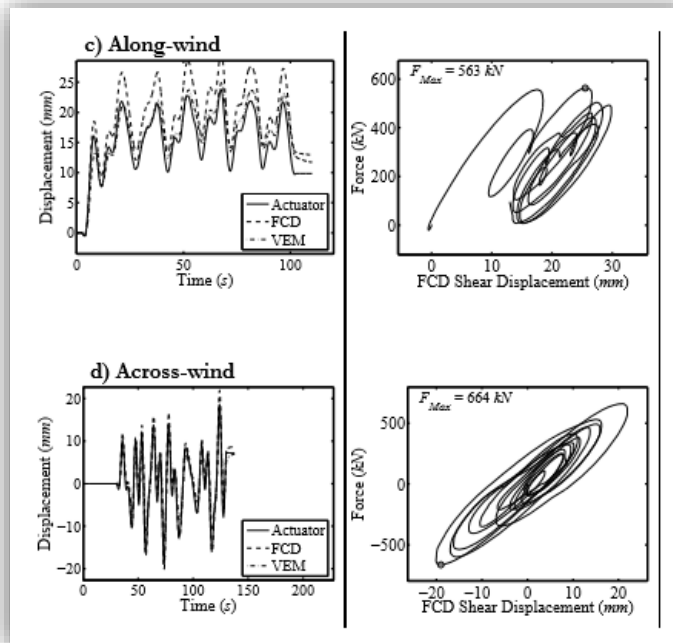 c) Along-wind
25
20
15
10
5
0
Displacement (mm)
Actuator
FCD
VEM
0
50
100
Time (s)
F Max = 563 kN
600
400
200
0
Force (kN)
0
10
20
30
FCD Shear Displacement (mm)
d) Across-wind
20
10
0
−10
−20
Displacement (mm)
Actuator
FCD
VEM
0
50
100
150
200
Time (s)
F Max = 664 kN
500
0
−500
Force (kN)
−20
−10
0
10
20
FCD Shear Displacement (mm)